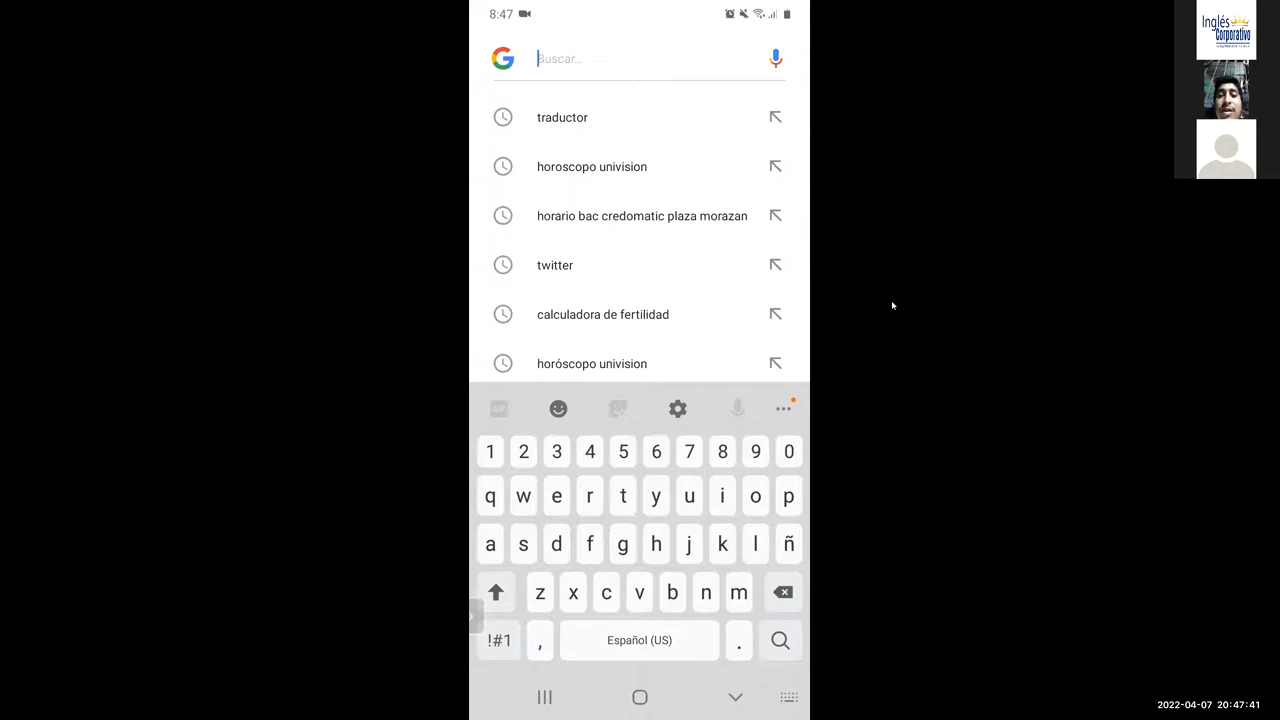 8:47
Buscar...
traductor
horoscopo univision
horario bac credomatic plaza morazan
twitter
calculadora de fertilidad
horóscopo univision
GIF
1 2 3 4 5 6 7 8 9 0
q w e r t y u i o p
a s d f g h j k l ñ
z x c v b n m
!#1 , Español (US) .
Inglés
Corporativo
2022-04-07 20:47:41